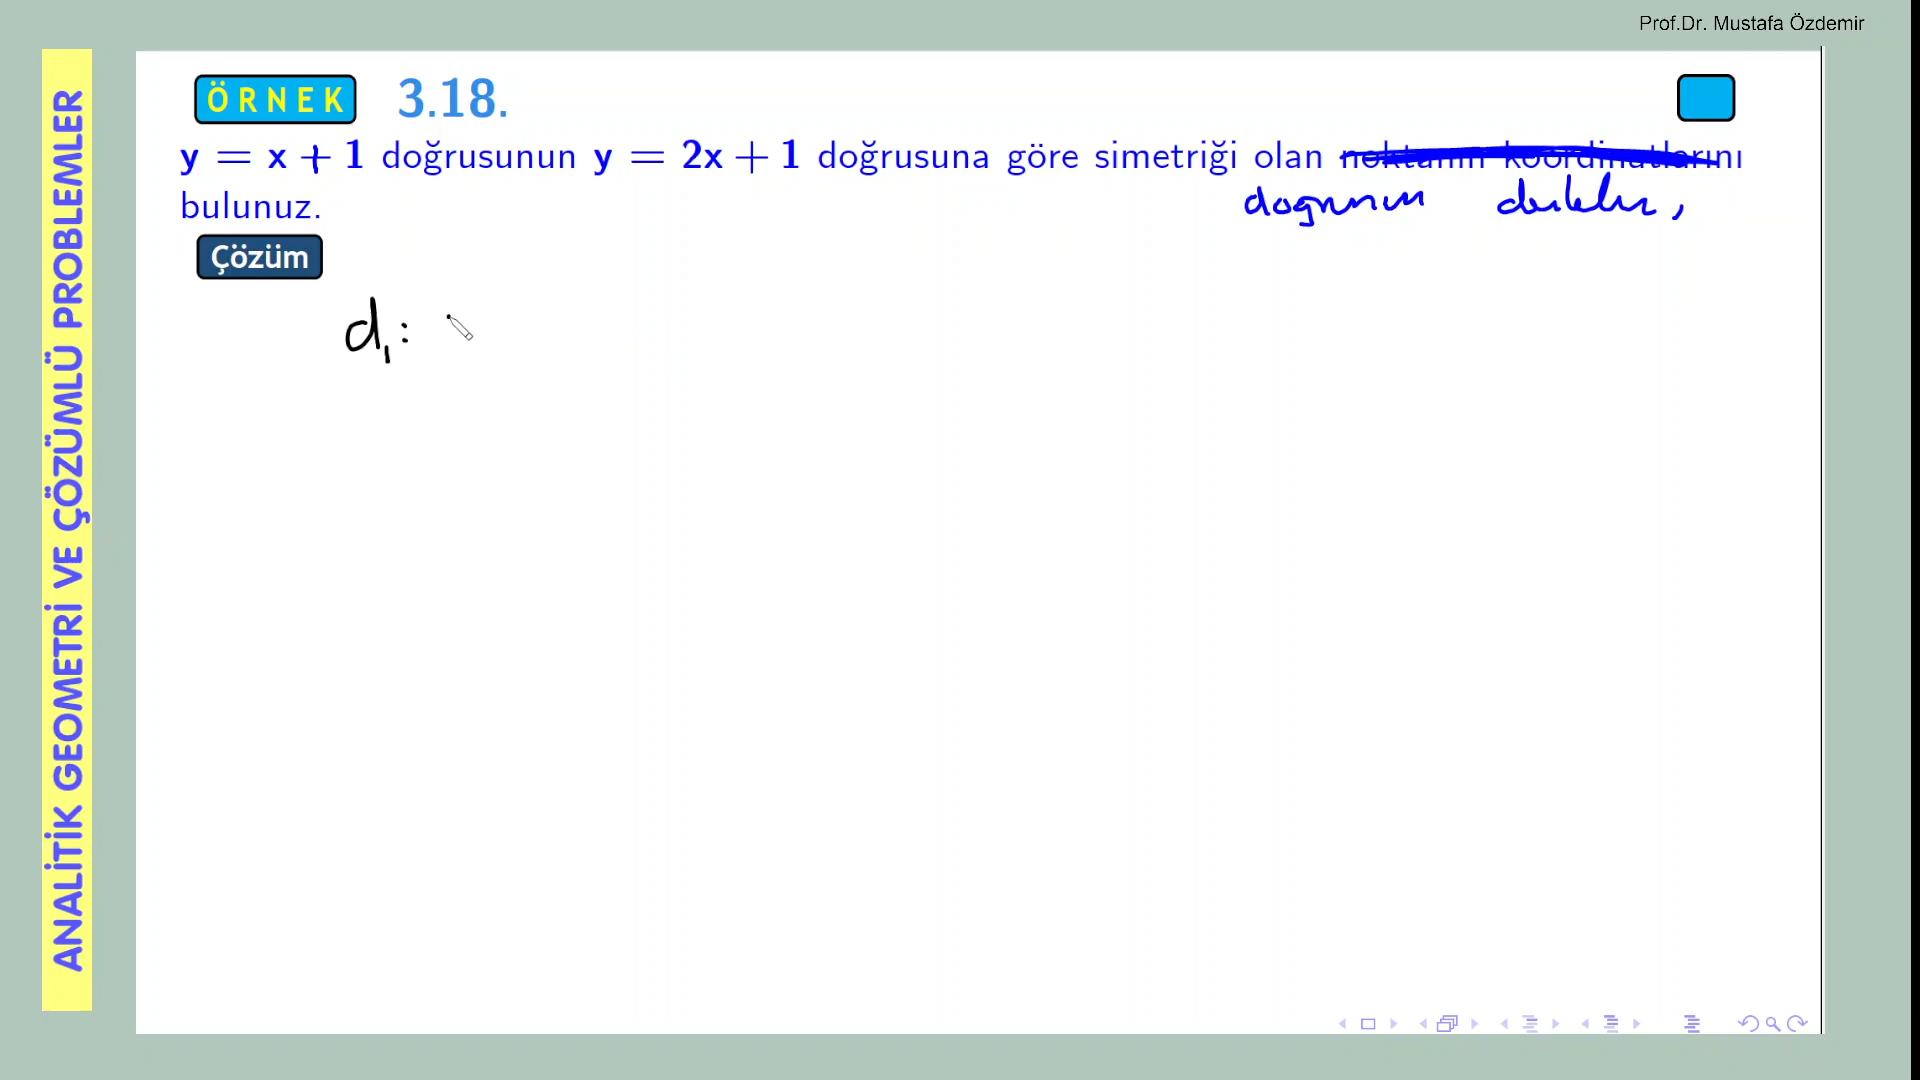 Prof.Dr. Mustafa Özdemir
ANALİTİK GEOMETRİ VE ÇÖZÜMLÜ PROBLEMLER
ÖRNEK 3.18.
y = x + 1 doğrusunun y = 2x + 1 doğrusuna göre simetriği olan noktanın koordinatlarını
bulunuz.
doğrunun
Çözüm
d₁: